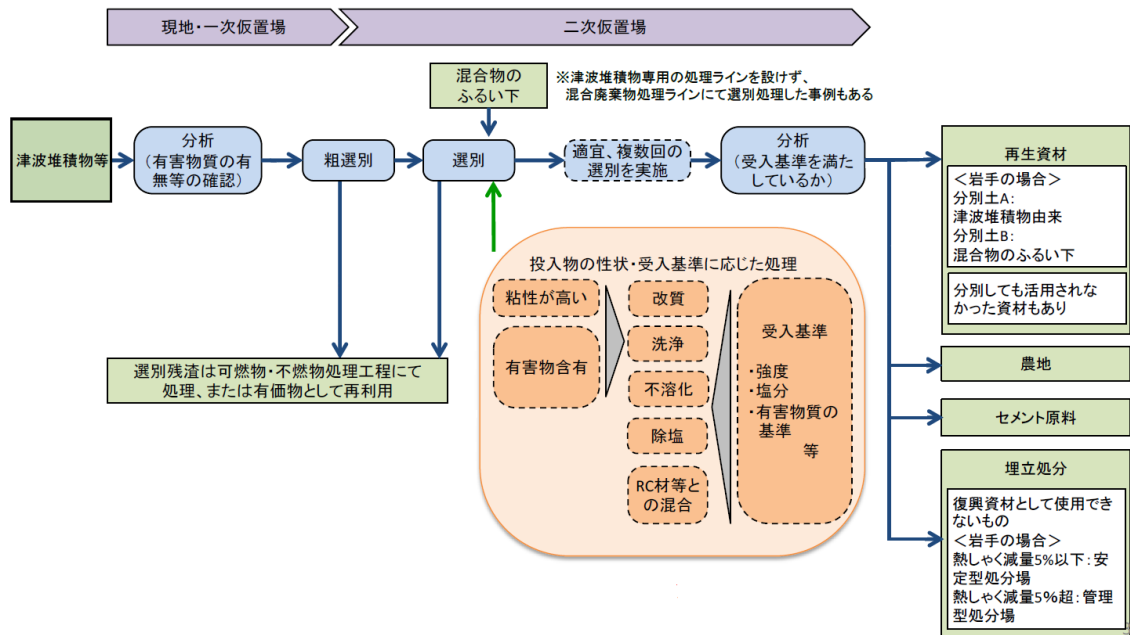 現地・一次仮置場
二次仮置場
混合物の
ふるい下
※津波堆積物専用の処理ラインを設けず、
混合廃棄物処理ラインにて選別処理した事例もある
津波堆積物等
分析
（有害物質の有
無等の確認）
粗選別
選別
適宜、複数回の
選別を実施
分析
（受入基準を満た
しているか）
再生資材
＜岩手の場合＞
分別土A：
津波堆積物由来
分別土B：
混合物のふるい下
分別しても活用されな
かった資材もあり
選別残渣は可燃物・不燃物処理工程にて
処理、または有価物として再利用
投入物の性状・受入基準に応じた処理
粘性が高い
有害物含有
改質
洗浄
不溶化
除塩
RC材等と
の混合
受入基準
・強度
・塩分
・有害物質の
基準
等
農地
セメント原料
埋立処分
復興資材として使用でき
ないもの
＜岩手の場合＞
熱しゃく減量5%以下：安
定型処分場
熱しゃく減量5%超：管理
型処分場